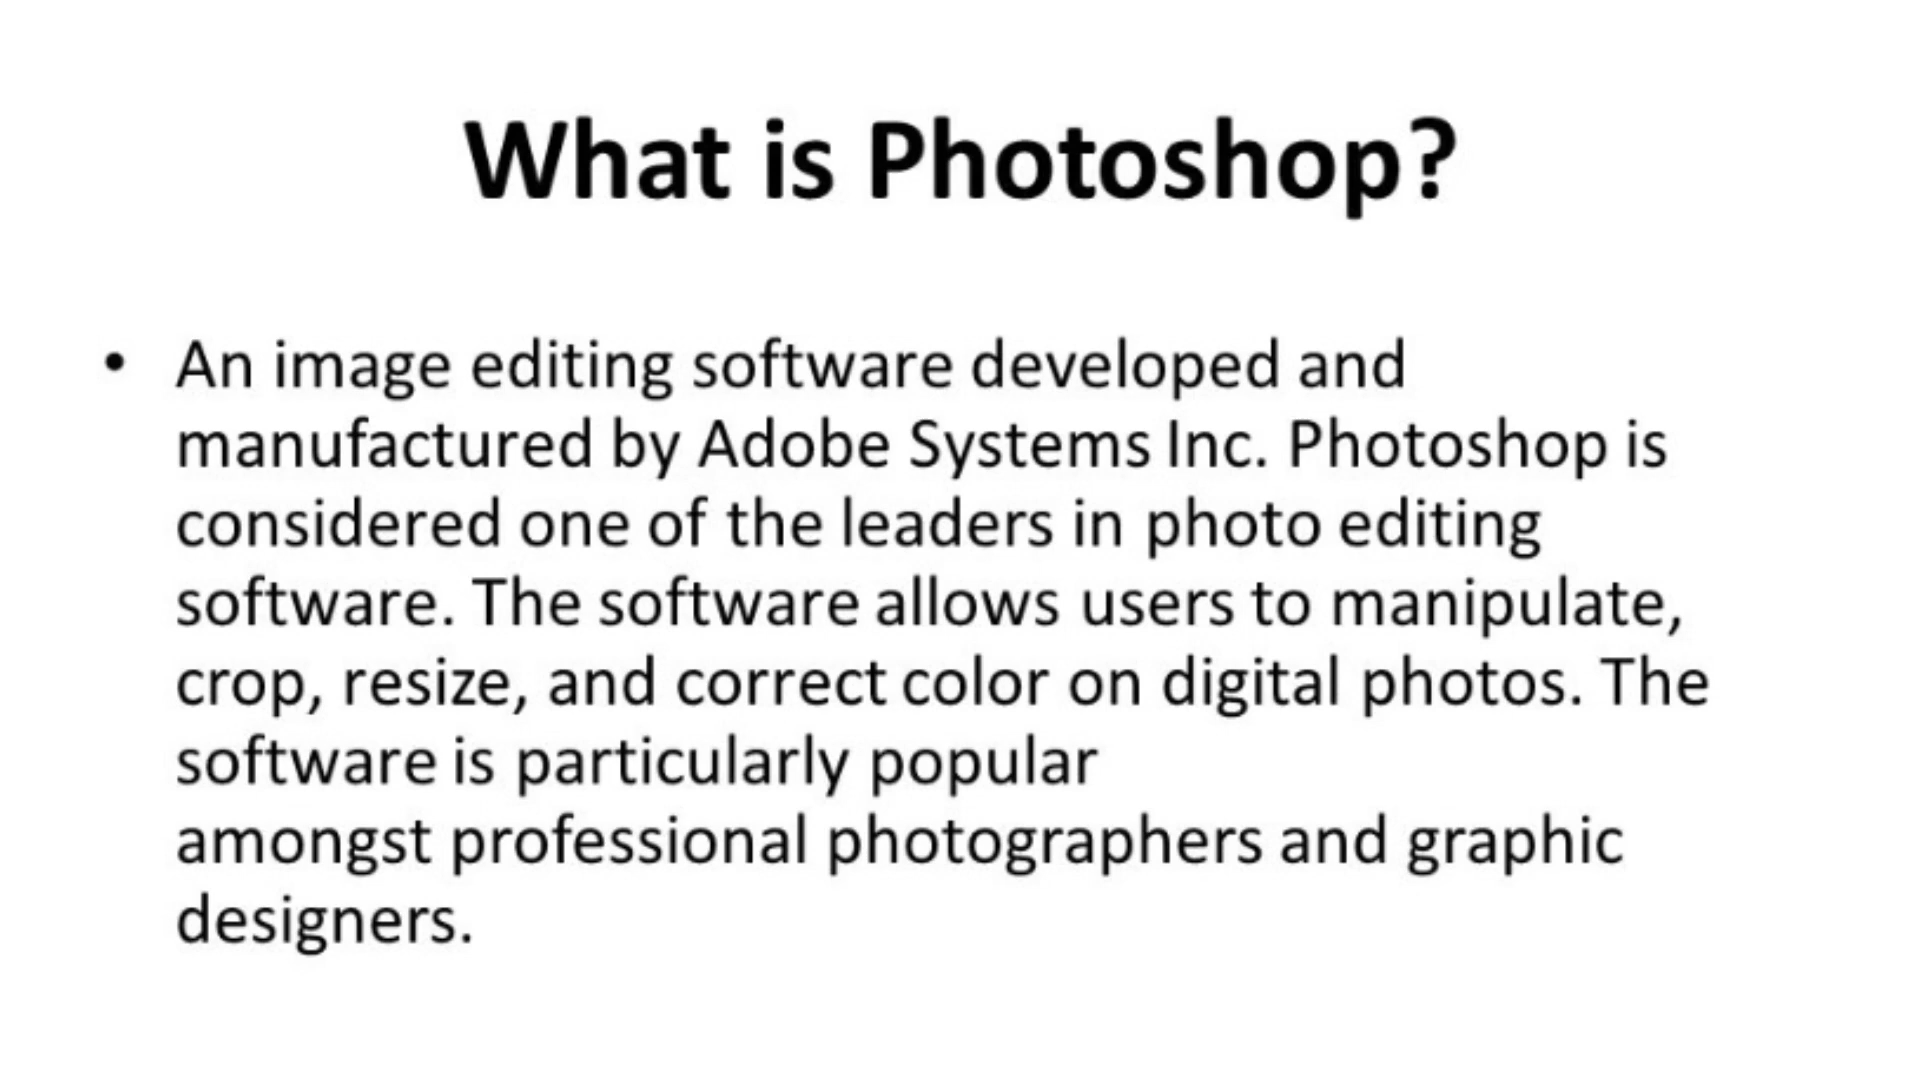 What is Photoshop?
• An image editing software developed and
manufactured by Adobe Systems Inc. Photoshop is
considered one of the leaders in photo editing
software. The software allows users to manipulate,
crop, resize, and correct color on digital photos. The
software is particularly popular
amongst professional photographers and graphic
designers.